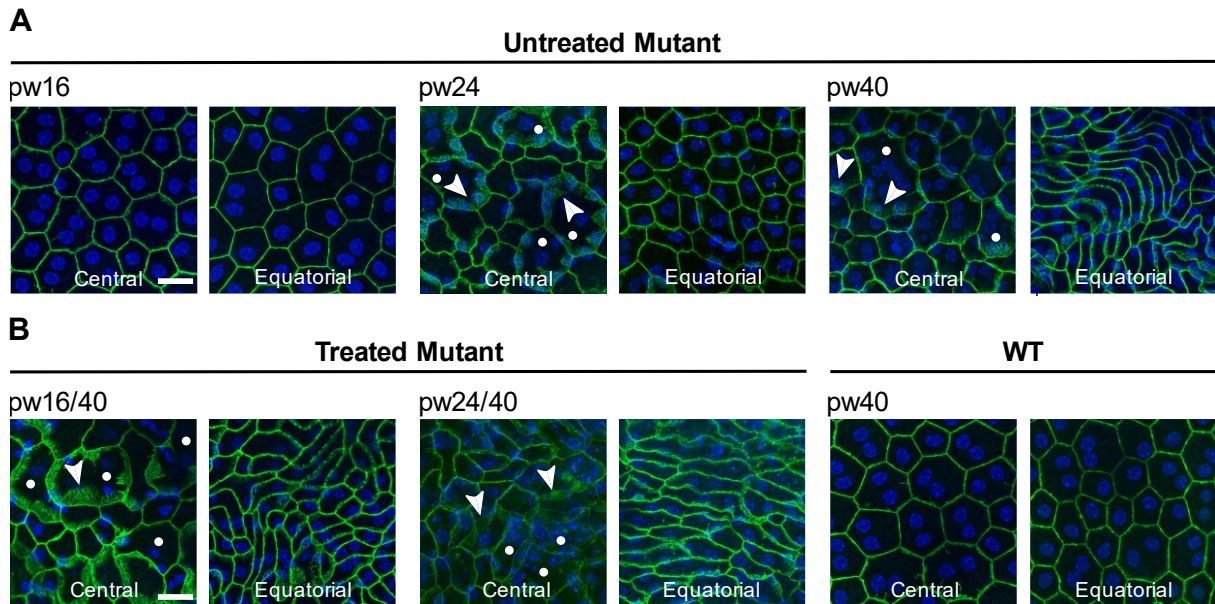 A
Untreated Mutant
pw16 pw24 pw40
Central Equatorial Central Equatorial Central Equatorial
B
Treated Mutant WT
pw16/40 pw24/40 pw40
Central Equatorial Central Equatorial Central Equatorial